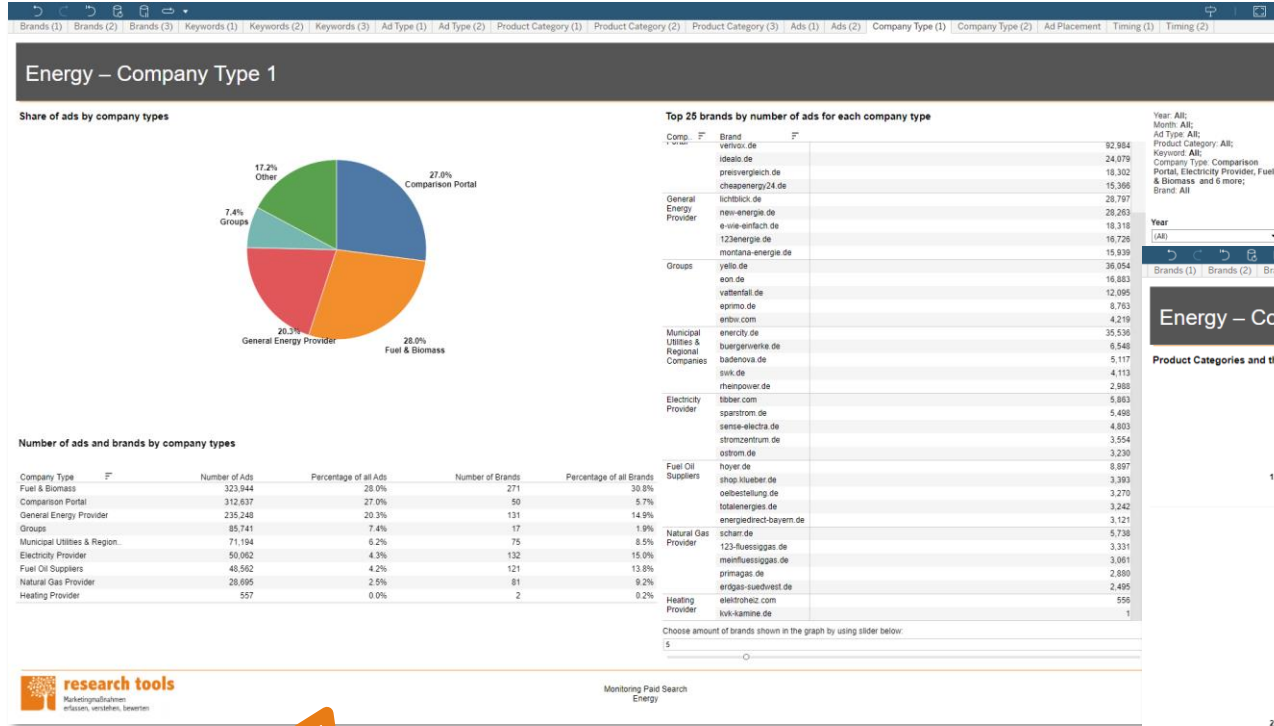 Brands (1) Brands (2) Brands (3) Keywords (1) Keywords (2) Keywords (3) Ad Type (1) Ad Type (2) Product Category (1) Product Category (2) Product Category (3) Ads (1) Ads (2) Company Type (1) Company Type (2) Ad Placement Timing (1) Timing (2)
Energy – Company Type 1
Share of ads by company types
17.2%
Other
27.0%
Comparison Portal
7.4%
Groups
20.3%
General Energy Provider
28.0%
Fuel & Biomass
Number of ads and brands by company types
Company Type Number of Ads Percentage of all Ads Number of Brands Percentage of all Brands
Fuel & Biomass 323,944 28.0% 271 30.8%
Comparison Portal 312,637 27.0% 50 5.7%
General Energy Provider 235,248 20.3% 131 14.9%
Groups 85,741 7.4% 17 1.9%
Municipal Utilities & Region.. 71,194 6.2% 75 8.5%
Electricity Provider 50,062 4.3% 132 15.0%
Fuel Oil Suppliers 48,562 4.2% 121 13.8%
Natural Gas Provider 28,695 2.5% 81 9.2%
Heating Provider 557 0.0% 2 0.2%
Top 25 brands by number of ads for each company type
Comp.. Brand
Portal verivox.de 92,984
idealo.de 24,079
preisvergleich.de 18,302
cheapenergy24.de 15,366
General lichtblick.de 28,797
Energy new-energie.de 28,263
Provider e-wie-einfach.de 18,318
123energie.de 16,726
montana-energie.de 15,939
Groups yello.de 36,054
eon.de 16,883
vattenfall.de 12,095
eprimo.de 8,763
enbw.com 4,219
Municipal enercity.de 35,536
Utilities & buergerwerke.de 6,548
Regional badenova.de 5,117
Companies swk.de 4,113
rheinpower.de 2,988
Electricity tibber.com 5,863
Provider sparstrom.de 5,498
sense-electra.de 4,803
stromzentrum.de 3,554
ostrom.de 3,230
Fuel Oil hoyer.de 8,897
Suppliers shop.klueber.de 3,393
oelbestellung.de 3,270
totalenergies.de 3,242
energiedirect-bayern.de 3,121
Natural Gas scharr.de 5,738
Provider 123-fluessiggas.de 3,331
meinfluessiggas.de 3,061
primagas.de 2,880
erdgas-suedwest.de 2,495
Heating elektroheiz.com 556
Provider kvk-kamine.de 1
Choose amount of brands shown in the graph by using slider below:
5
Year: All;
Month: All;
Ad Type: All;
Product Category: All;
Keyword: All;
Company Type: Comparison
Portal, Electricity Provider, Fuel
& Biomass and 6 more;
Brand: All
Year
(All)
Brands (1) Brands (2) Br
Energy – Co
Product Categories and th
1
2
research tools
Marketingmaßnahmen
erfassen, verstehen, bewerten
Monitoring Paid Search
Energy